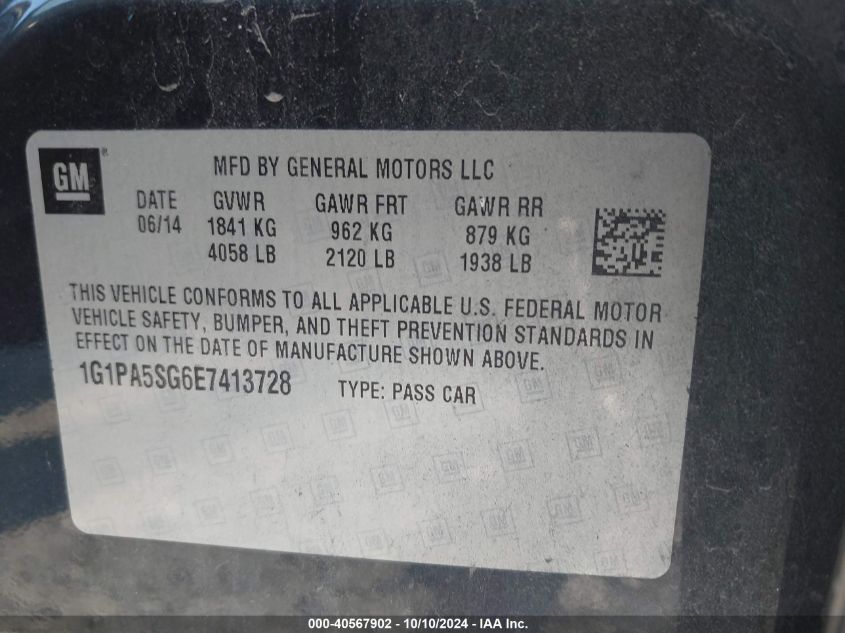 GM
MFD BY GENERAL MOTORS LLC
DATE GVWR GAWR FRT GAWR RR
06/14 1841 KG 962 KG 879 KG
4058 LB 2120 LB 1938 LB
THIS VEHICLE CONFORMS TO ALL APPLICABLE U.S. FEDERAL MOTOR
VEHICLE SAFETY, BUMPER, AND THEFT PREVENTION STANDARDS IN
EFFECT ON THE DATE OF MANUFACTURE SHOWN ABOVE.
1G1PA5SG6E7413728 TYPE: PASS CAR
000-40567902 - 10/10/2024 - IAA Inc.